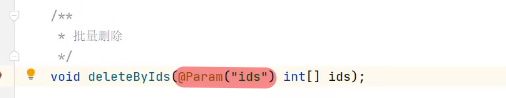 /**
* 批量删除
*/
void deleteByIds(@Param("ids") int[] ids);